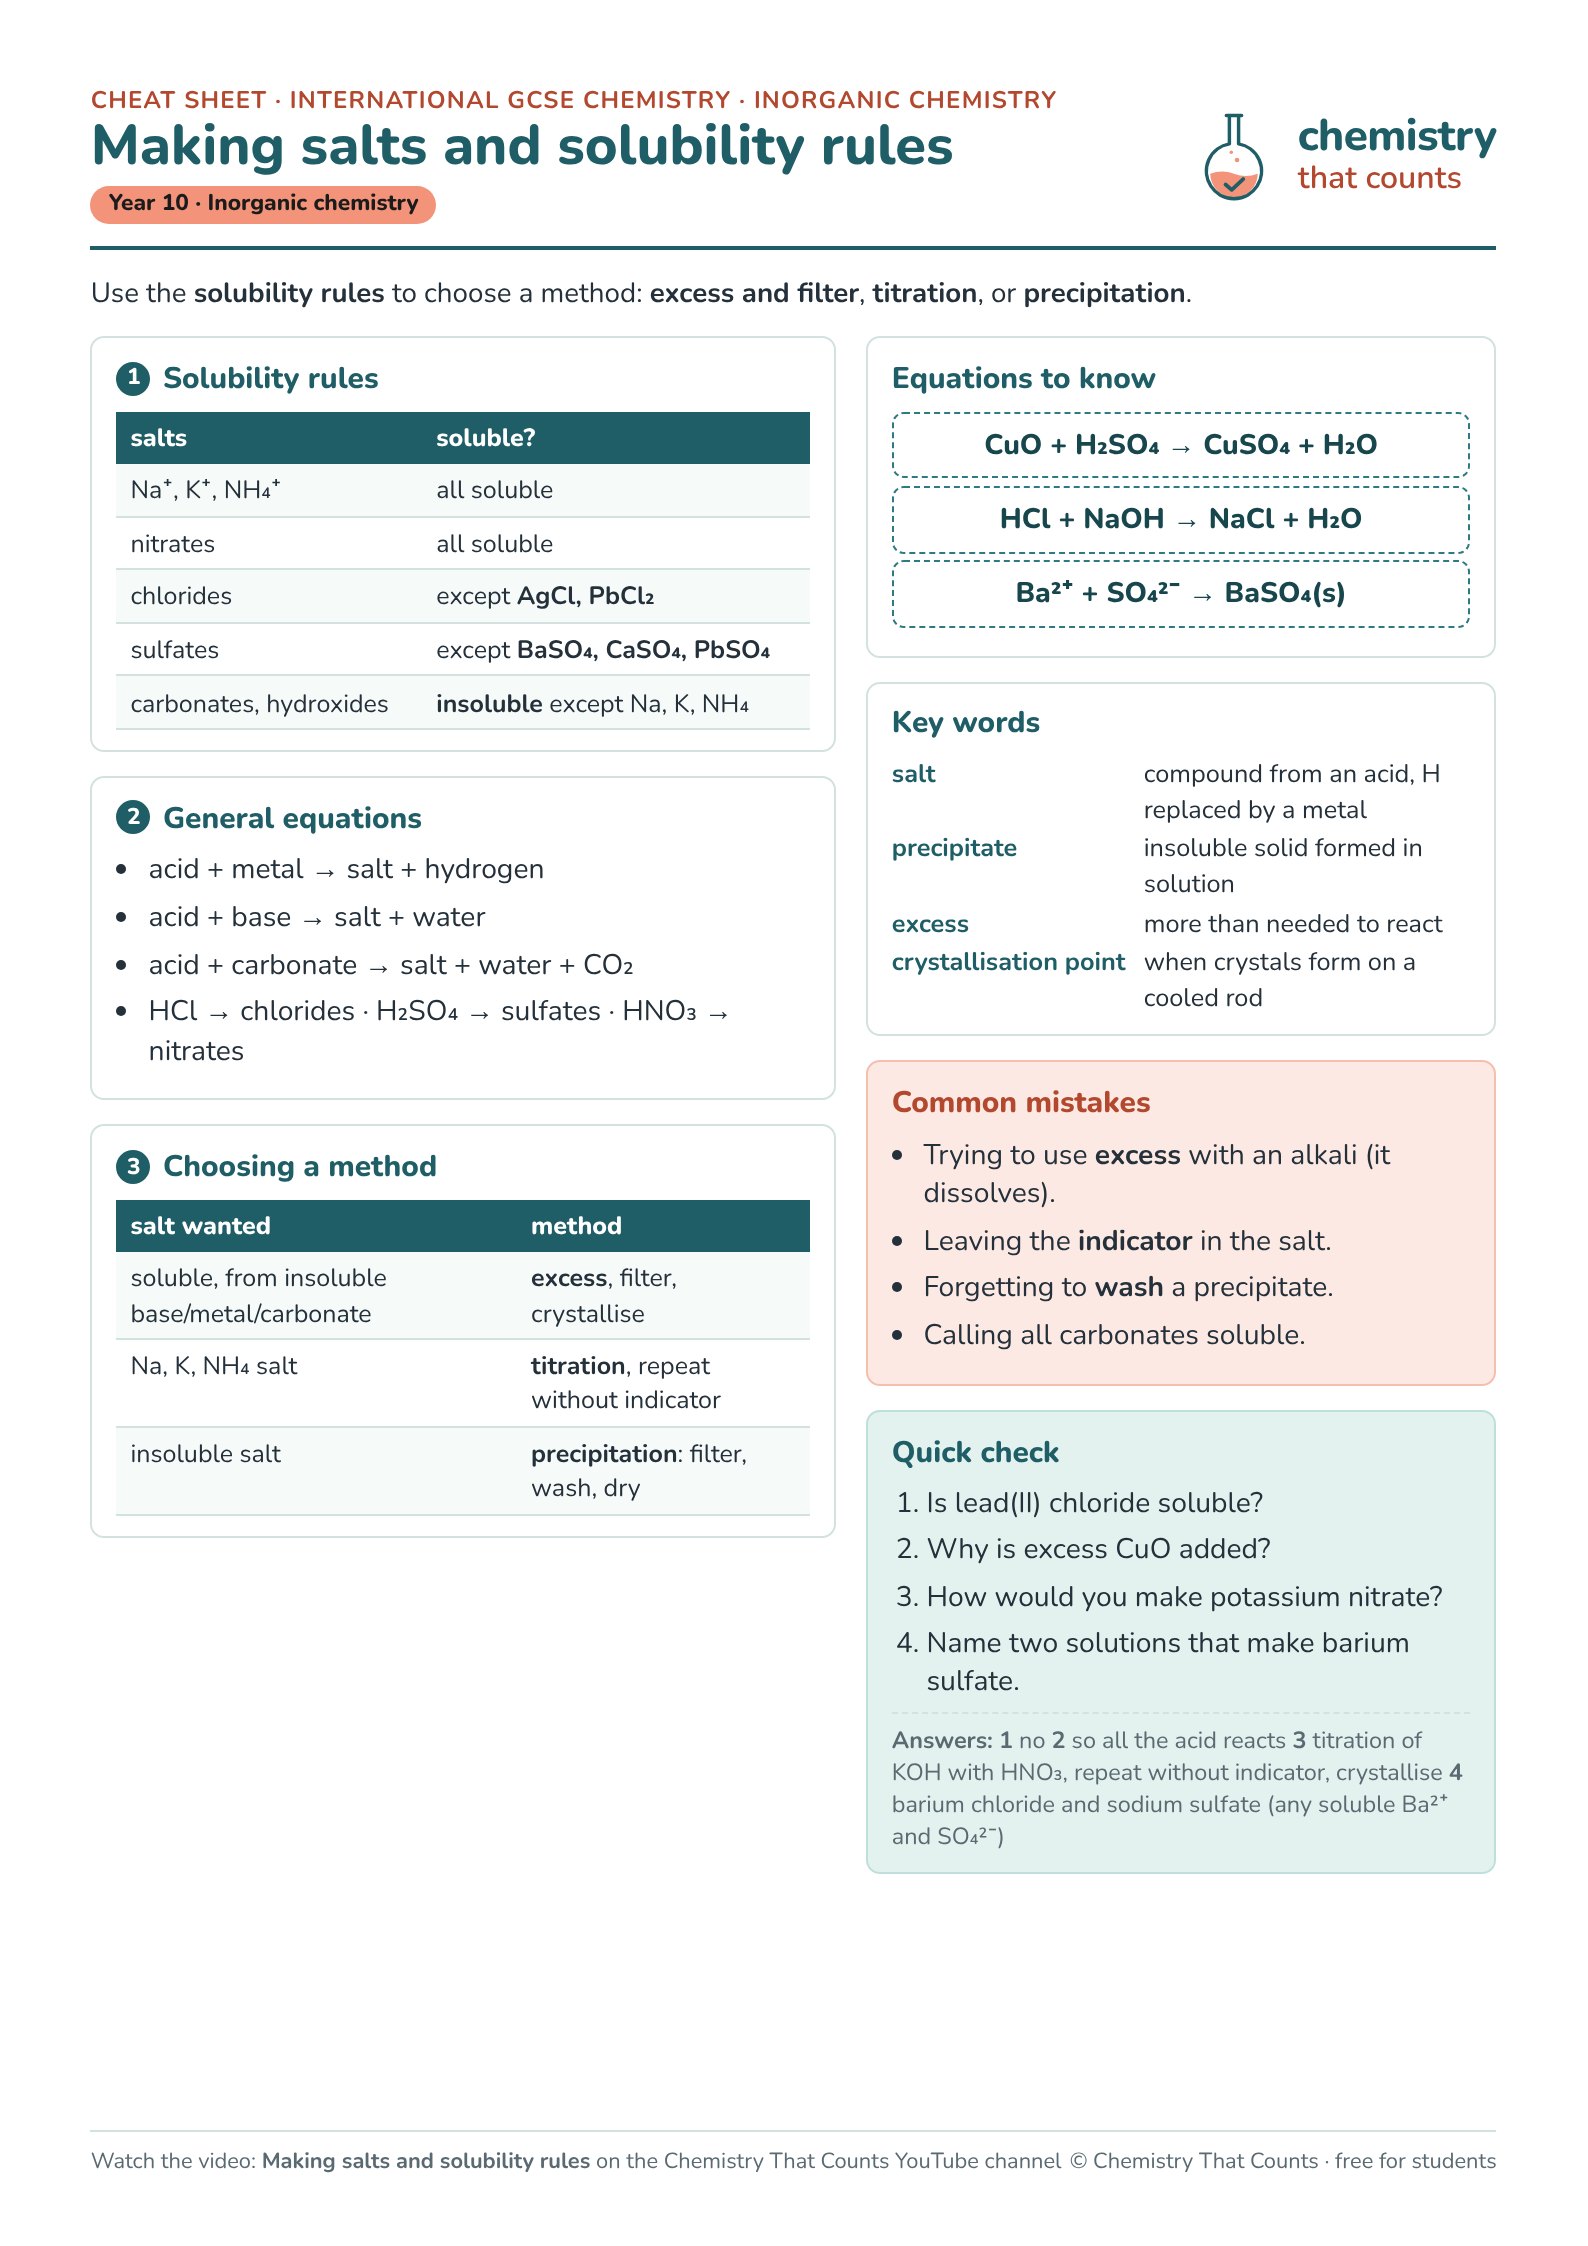 CHEAT SHEET · INTERNATIONAL GCSE CHEMISTRY · INORGANIC CHEMISTRY
Making salts and solubility rules
Year 10 · Inorganic chemistry
chemistry
that counts
Use the solubility rules to choose a method: excess and filter, titration, or precipitation.
1 Solubility rules
salts soluble?
Na⁺, K⁺, NH₄⁺ all soluble
nitrates all soluble
chlorides except AgCl, PbCl₂
sulfates except BaSO₄, CaSO₄, PbSO₄
carbonates, hydroxides insoluble except Na, K, NH₄
2 General equations
• acid + metal → salt + hydrogen
• acid + base → salt + water
• acid + carbonate → salt + water + CO₂
• HCl → chlorides · H₂SO₄ → sulfates · HNO₃ →
nitrates
3 Choosing a method
salt wanted method
soluble, from insoluble excess, filter,
base/metal/carbonate crystallise
Na, K, NH₄ salt titration, repeat
without indicator
insoluble salt precipitation: filter,
wash, dry
Equations to know
CuO + H₂SO₄ → CuSO₄ + H₂O
HCl + NaOH → NaCl + H₂O
Ba²⁺ + SO₄²⁻ → BaSO₄(s)
Key words
salt compound from an acid, H
replaced by a metal
precipitate insoluble solid formed in
solution
excess more than needed to react
crystallisation point when crystals form on a
cooled rod
Common mistakes
• Trying to use excess with an alkali (it
dissolves).
• Leaving the indicator in the salt.
• Forgetting to wash a precipitate.
• Calling all carbonates soluble.
Quick check
1. Is lead(II) chloride soluble?
2. Why is excess CuO added?
3. How would you make potassium nitrate?
4. Name two solutions that make barium
sulfate.
Answers: 1 no 2 so all the acid reacts 3 titration of
KOH with HNO₃, repeat without indicator, crystallise 4
barium chloride and sodium sulfate (any soluble Ba²⁺
and SO₄²⁻)
Watch the video: Making salts and solubility rules on the Chemistry That Counts YouTube channel © Chemistry That Counts · free for students